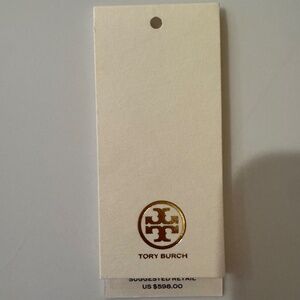 TORY BURCH
SUGGESTED RETAIL
US $598.00